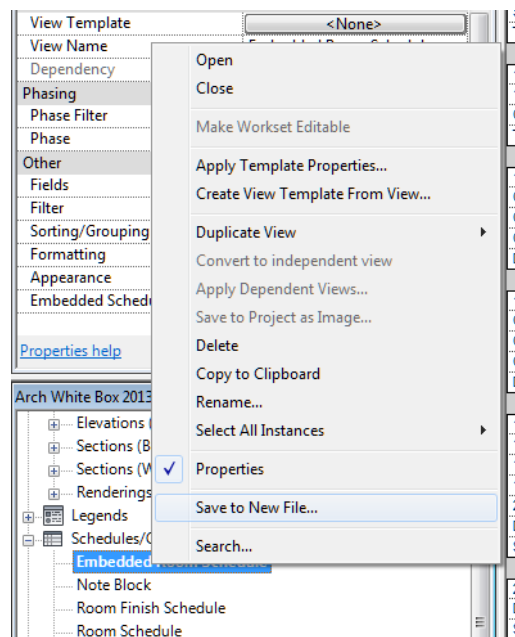 View Template <None>
View Name
Dependency
Phasing
Phase Filter
Phase
Other
Fields
Filter
Sorting/Grouping
Formatting
Appearance
Embedded
Properties help
Open
Close
Make Workset Editable
Apply Template Properties...
Create View Template From View...
Duplicate View
Convert to independent view
Apply Dependent Views...
Save to Project as Image...
Delete
Copy to Clipboard
Rename...
Select All Instances
Properties
Save to New File...
Search...
Arch White Box 2013
Elevations
Sections (B
Sections (W
Renderings
Legends
Schedules/
Embedded Room Schedule
Note Block
Room Finish Schedule
Room Schedule